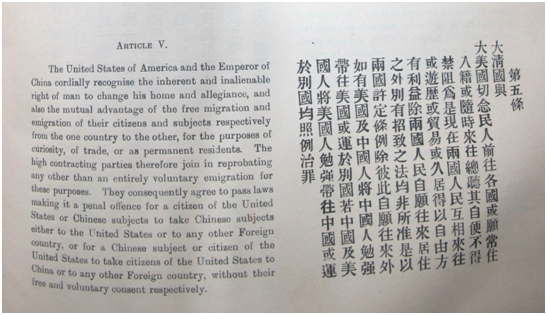 ARTICLE V.
The United States of America and the Emperor of
China cordially recognise the inherent and inalienable
right of man to change his home and allegiance, and
also the mutual advantage of the free migration and
emigration of their citizens and subjects respectively
from the one country to the other, for the purposes of
curiosity, of trade, or as permanent residents. The
high contracting parties therefore join in reprobating
any other than an entirely voluntary emigration for
these purposes. They consequently agree to pass laws
making it a penal offence for a citizen of the United
States or Chinese subjects to take Chinese subjects
either to the United States or to any other Foreign
country, or for a Chinese subject or citizen of the
United States to take citizens of the United States to
China or to any other Foreign country, without their
free and voluntary consent respectively.
第五條
大清國與
大美國切念民人前往各國或願常住
入籍或隨時來往總聽其自便不得
禁阻爲是現在兩國人民互相來往
或遊歷或貿易或久居得以自由方
有利益除兩國人民自願往來居住
之外別有招致之法均非所准是以
兩國許定條例除彼此自願往來外
如有美國及中國人將中國人勉強
帶往美國或運於別國若中國及美
國人將美國人勉強帶往中國或運
於別國均照例治罪